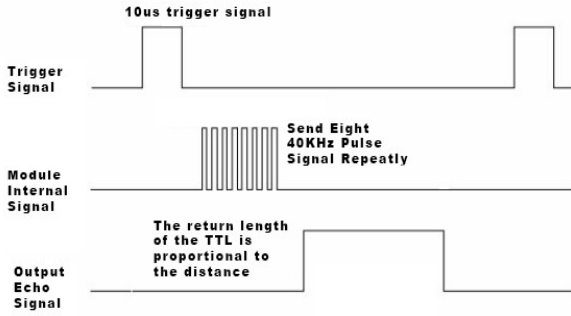 10us trigger signal
Trigger
Signal
Send Eight
40KHz Pulse
Signal Repeatly
Module
Internal
Signal
The return length
of the TTL is
proportional to
the distance
Output
Echo
Signal